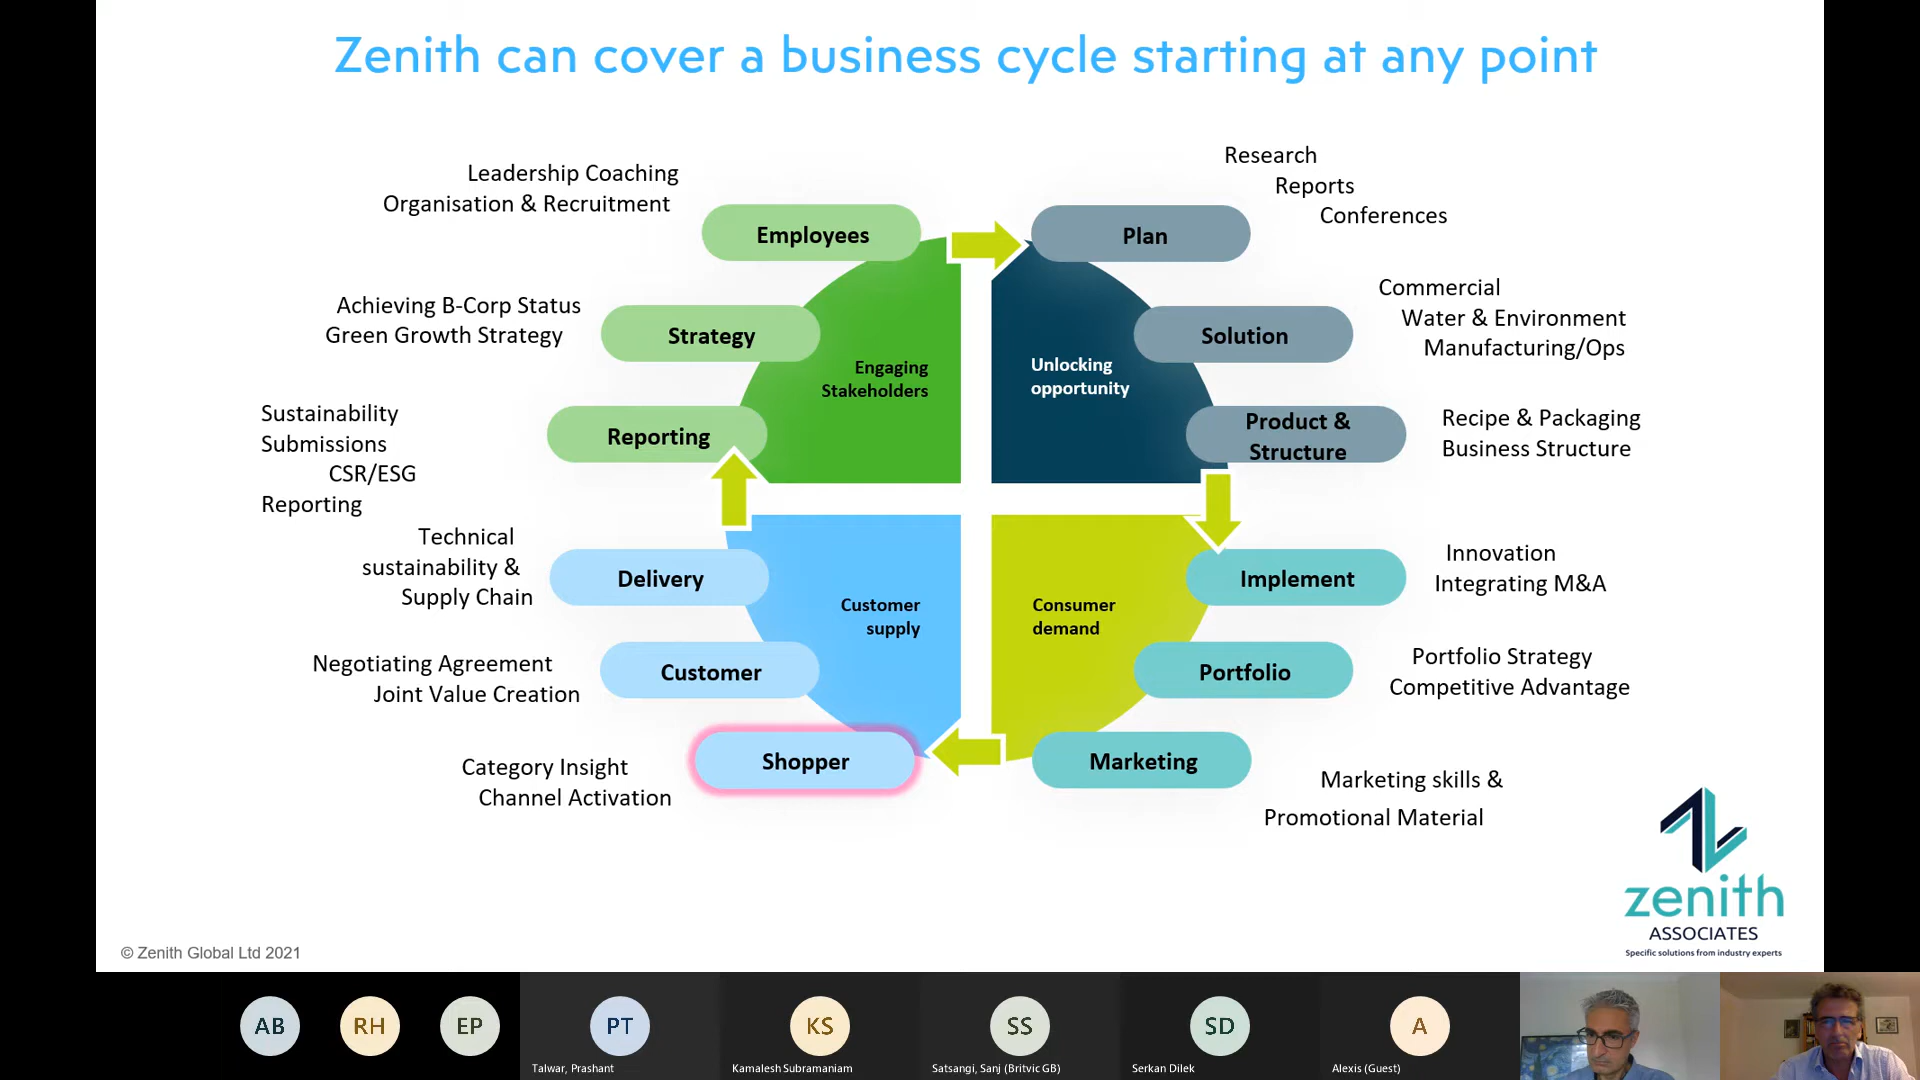 Zenith can cover a business cycle starting at any point
Leadership Coaching
Organisation & Recruitment
Employees
Achieving B-Corp Status
Green Growth Strategy
Strategy
Engaging
Stakeholders
Sustainability
Submissions
CSR/ESG
Reporting
Reporting
Research
Reports
Conferences
Plan
Commercial
Water & Environment
Manufacturing/Ops
Solution
Unlocking
opportunity
Product &
Structure
Recipe & Packaging
Business Structure
Technical
sustainability &
Supply Chain
Delivery
Customer
supply
Negotiating Agreement
Joint Value Creation
Customer
Category Insight
Channel Activation
Shopper
Consumer
demand
Implement
Innovation
Integrating M&A
Portfolio
Portfolio Strategy
Competitive Advantage
Marketing
Marketing skills &
Promotional Material
zenith
ASSOCIATES
Specific solutions from industry experts
© Zenith Global Ltd 2021
AB
RH
EP
PT
Talwar, Prashant
KS
Kamalesh Subramaniam
SS
Satsangi, Sanj (Britvic GB)
SD
Serkan Dilek
A
Alexis (Guest)